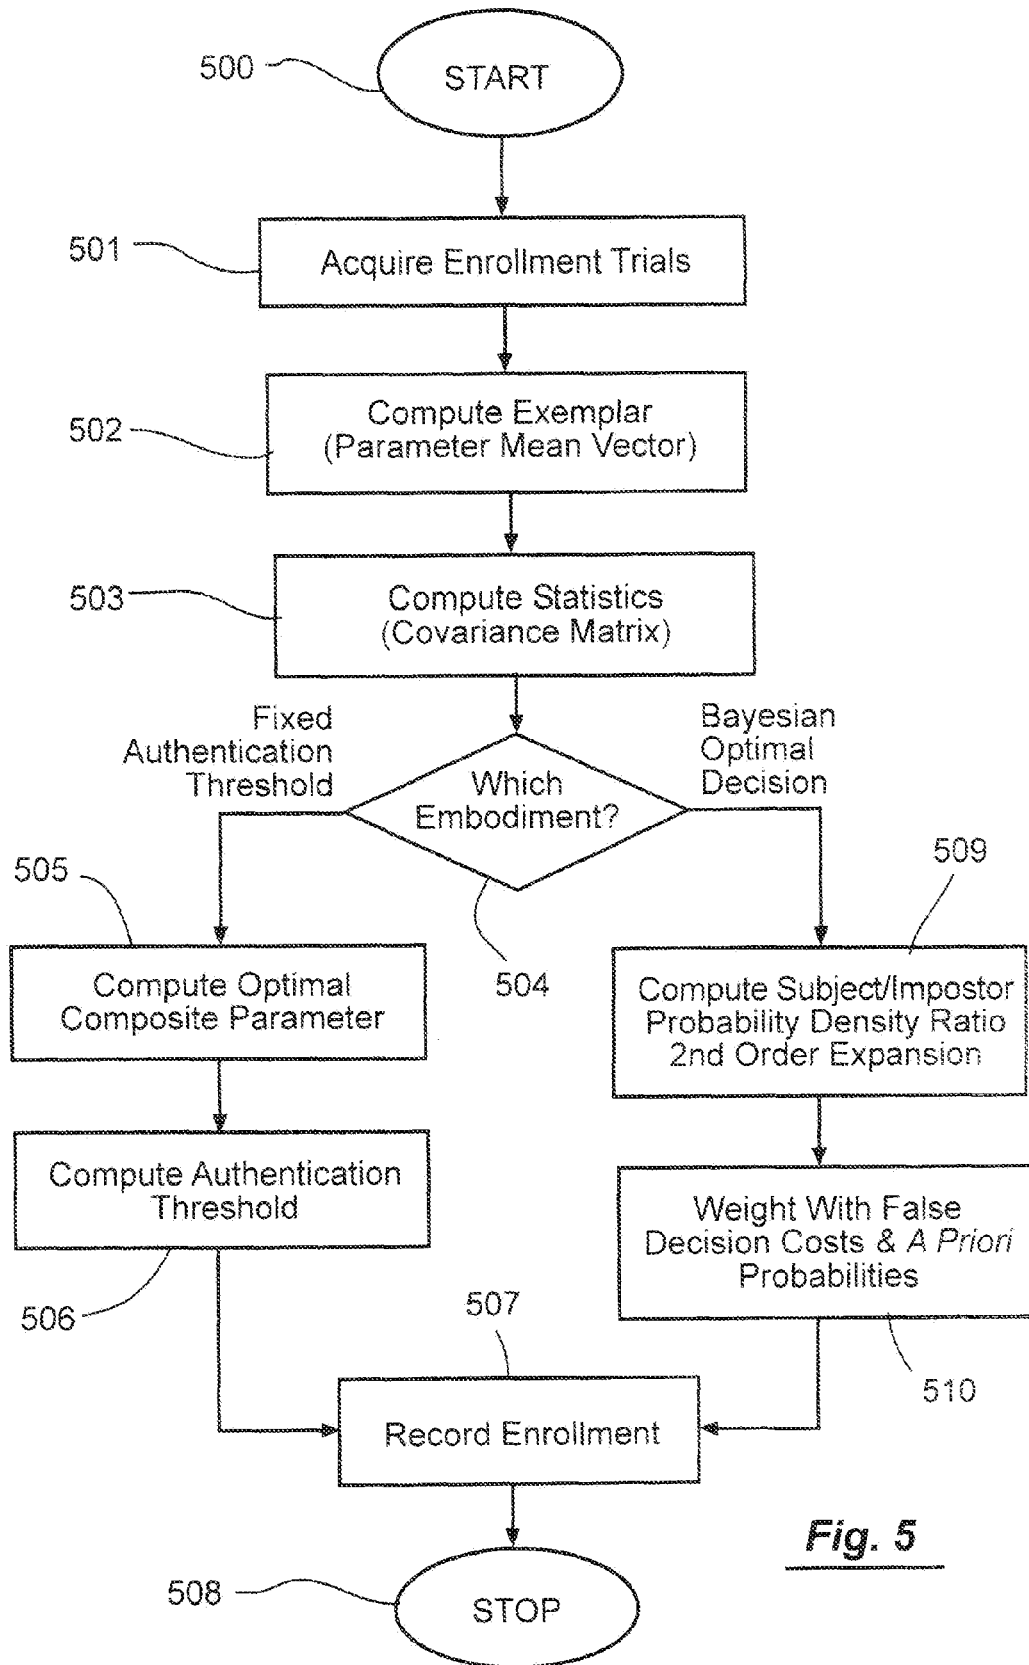 500
START
501
Acquire Enrollment Trials
502
Compute Exemplar
(Parameter Mean Vector)
503
Compute Statistics
(Covariance Matrix)
Fixed
Authentication
Threshold
Bayesian
Optimal
Decision
Which
Embodiment?
504
505
Compute Optimal
Composite Parameter
509
Compute Subject/Impostor
Probability Density Ratio
2nd Order Expansion
Compute Authentication
Threshold
506
Weight With False
Decision Costs & A Priori
Probabilities
510
507
Record Enrollment
508
STOP
Fig. 5